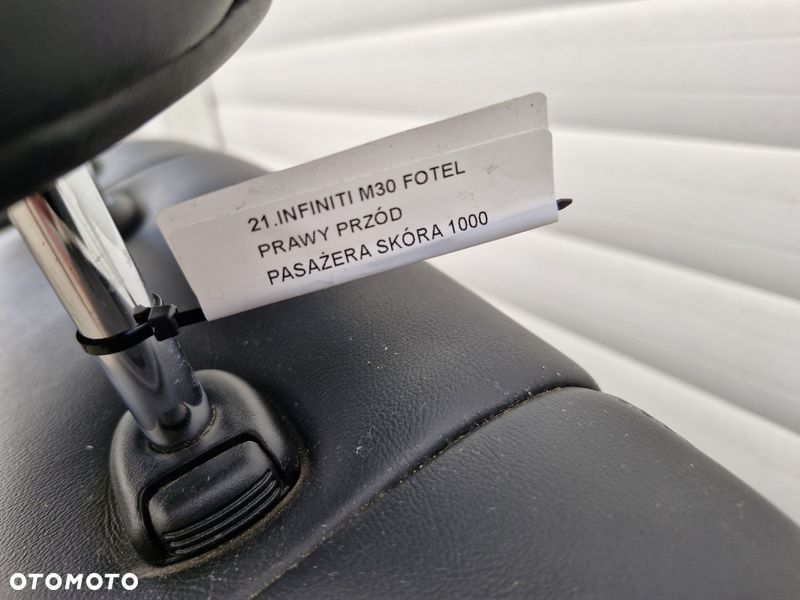 21.INFINITI M30 FOTEL
PRAWY PRZÓD
PASAŻERA SKÓRA 1000
OTOMOTO